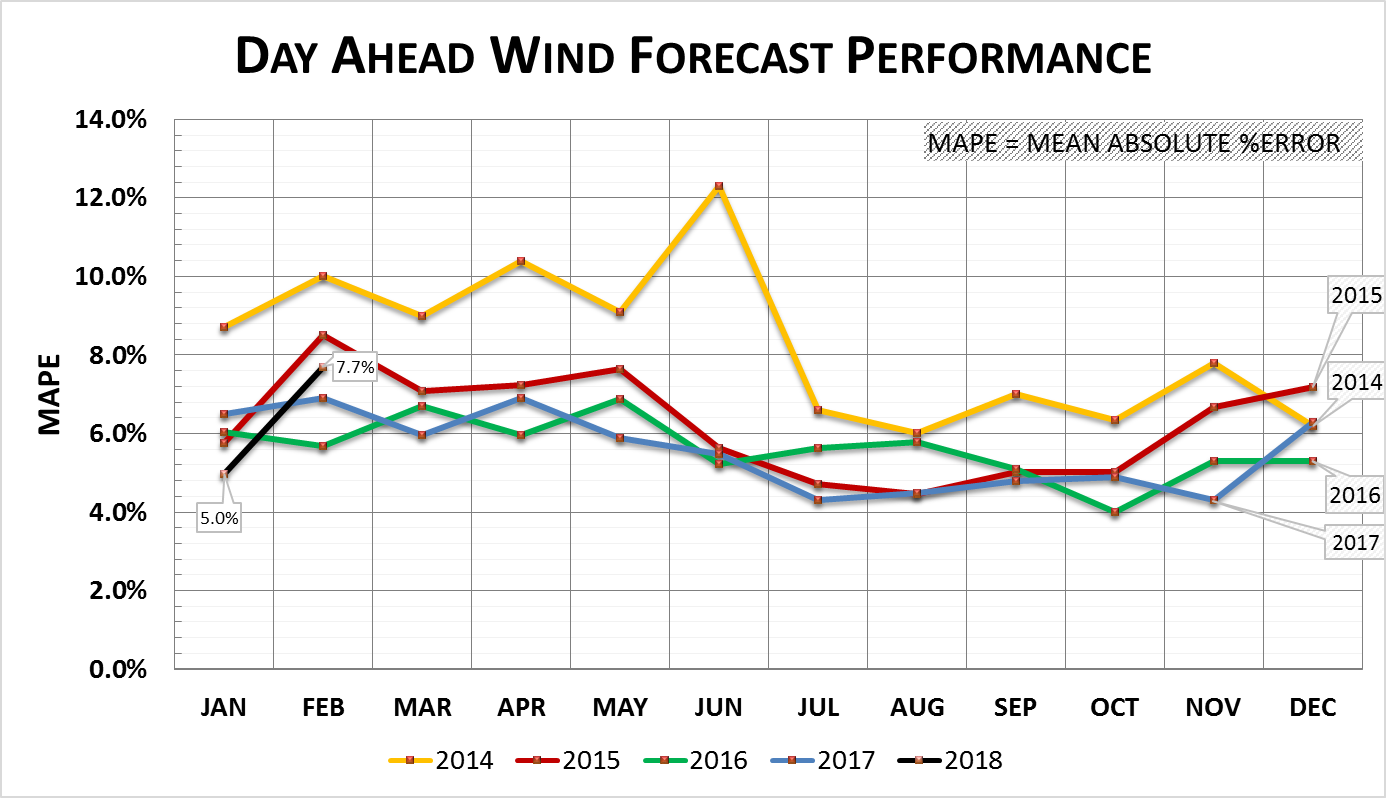 DAY AHEAD WIND FORECAST PERFORMANCE
MAPE = MEAN ABSOLUTE %ERROR
MAPE
14.0%
12.0%
10.0%
8.0%
6.0%
4.0%
2.0%
0.0%
7.7%
5.0%
2015
2014
2016
2017
JAN FEB MAR APR MAY JUN JUL AUG SEP OCT NOV DEC
2014 2015 2016 2017 2018